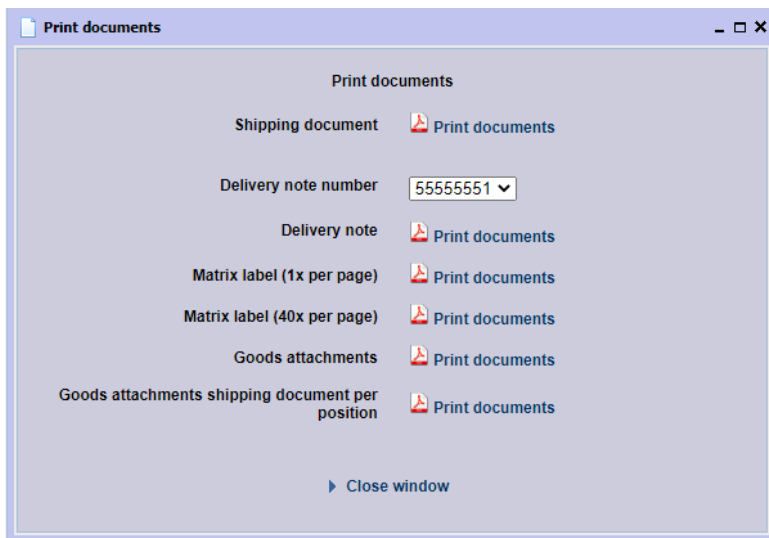 Print documents
Print documents
Shipping document Print documents
Delivery note number 55555551
Delivery note Print documents
Matrix label (1x per page) Print documents
Matrix label (40x per page) Print documents
Goods attachments Print documents
Goods attachments shipping document per
position Print documents
Close window